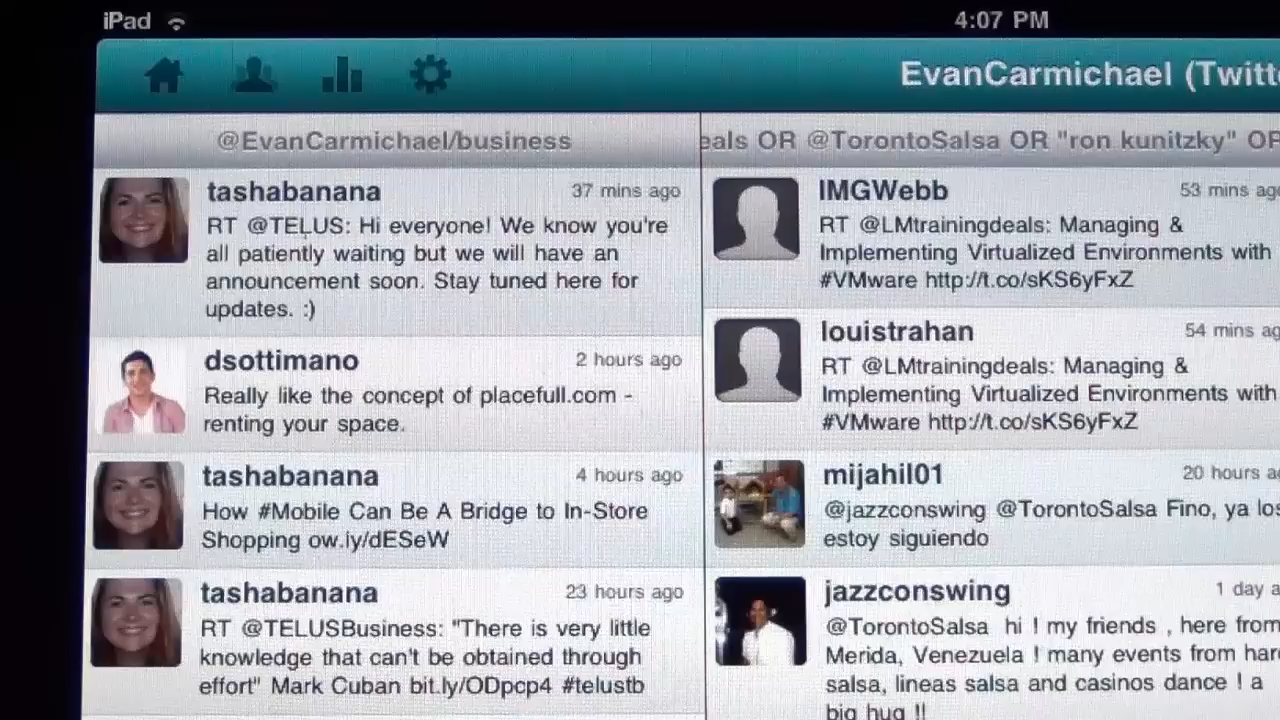 iPad
4:07 PM
EvanCarmichael (Twitt
@EvanCarmichael/business
tashabanana 37 mins ago
RT @TELUS: Hi everyone! We know you're
all patiently waiting but we will have an
announcement soon. Stay tuned here for
updates. :)
dsottimano 2 hours ago
Really like the concept of placefull.com -
renting your space.
tashabanana 4 hours ago
How #Mobile Can Be A Bridge to In-Store
Shopping ow.ly/dESeW
tashabanana 23 hours ago
RT @TELUSBusiness: "There is very little
knowledge that can't be obtained through
effort" Mark Cuban bit.ly/ODpcp4 #telustb
eals OR @TorontoSalsa OR "ron kunitzky" OR
IMGWebb 53 mins ag
RT @LMtrainingdeals: Managing &
Implementing Virtualized Environments with
#VMware http://t.co/sKS6yFxZ
louistrahan 54 mins ag
RT @LMtrainingdeals: Managing &
Implementing Virtualized Environments with
#VMware http://t.co/sKS6yFxZ
mijahil01 20 hours ag
@jazzconswing @TorontoSalsa Fino, ya los
estoy siguiendo
jazzconswing 1 day a
@TorontoSalsa hi ! my friends , here from
Merida, Venezuela ! many events from har
salsa, lineas salsa and casinos dance ! a
big hug !!